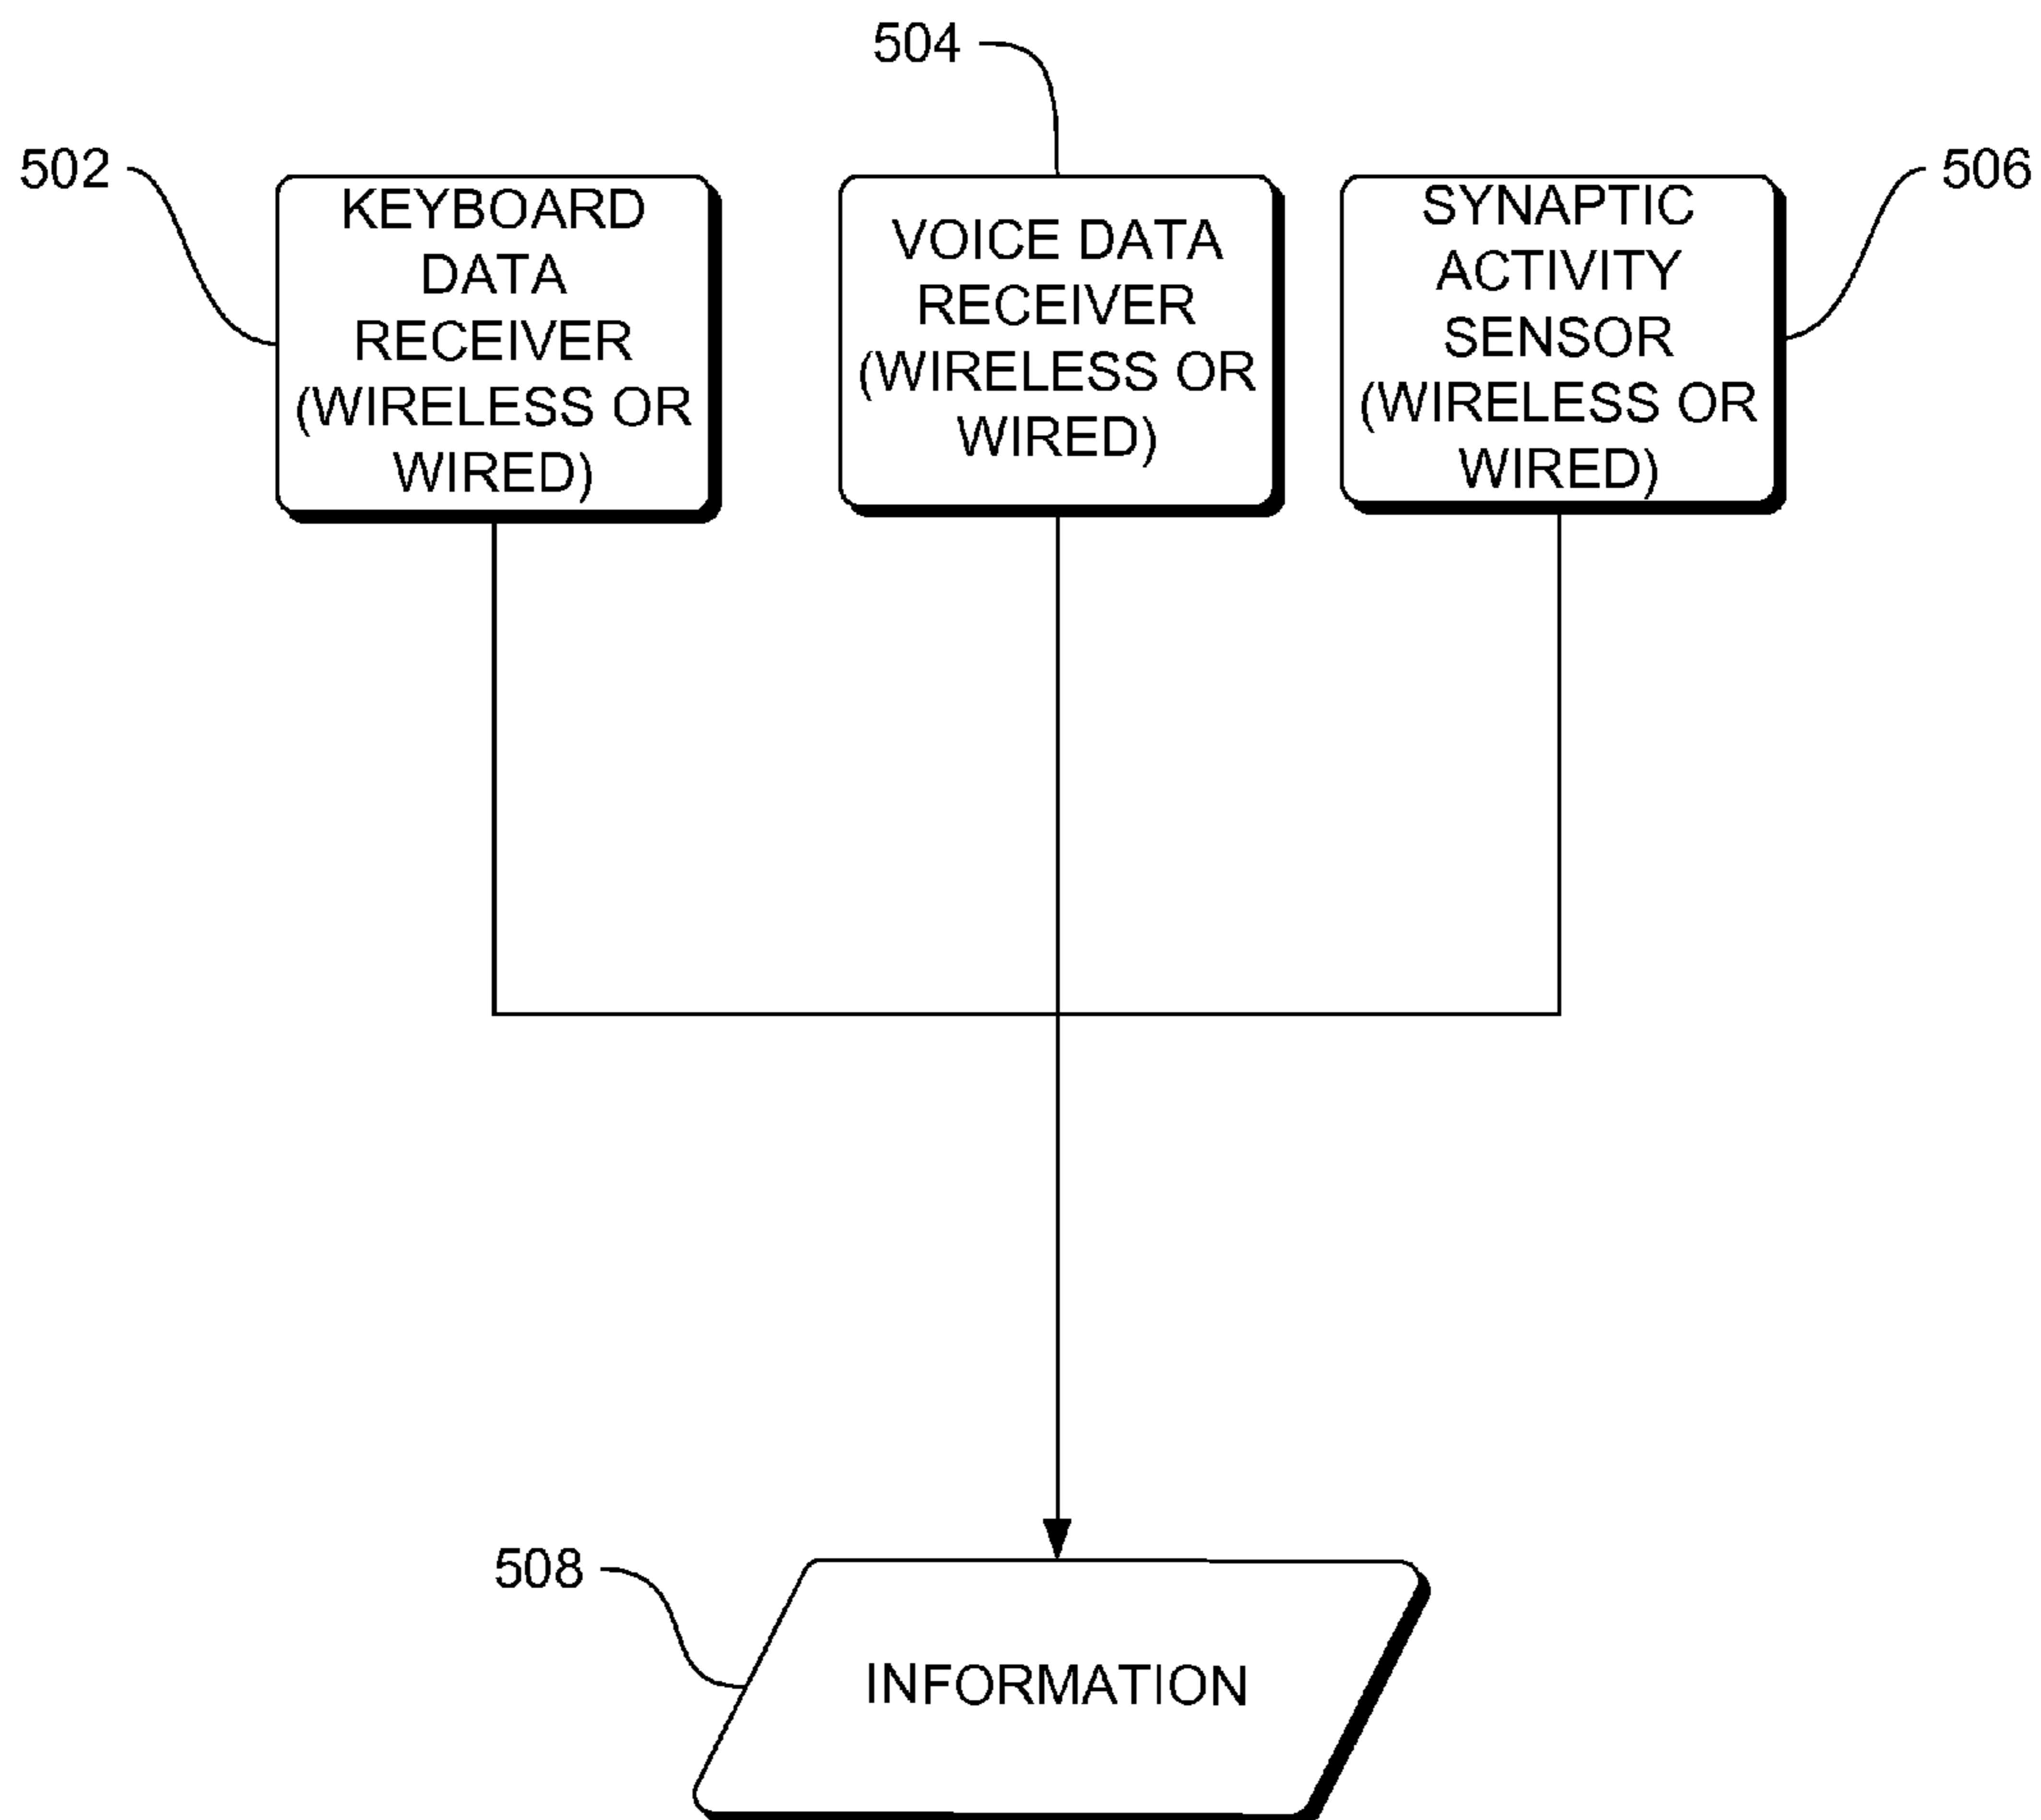 504
502
506
KEYBOARD
DATA
RECEIVER
(WIRELESS OR
WIRED)
VOICE DATA
RECEIVER
(WIRELESS OR
WIRED)
SYNAPTIC
ACTIVITY
SENSOR
(WIRELESS OR
WIRED)
508
INFORMATION